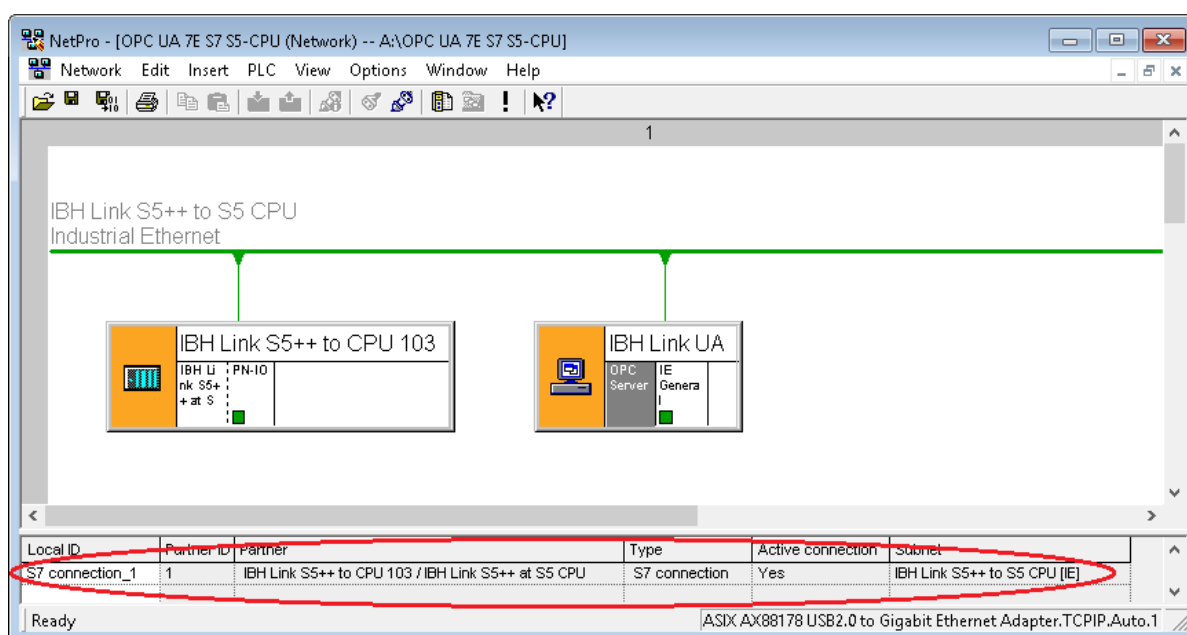 NetPro - [OPC UA 7E S7 S5-CPU (Network) -- A:\OPC UA 7E S7 S5-CPU]
Network Edit Insert PLC View Options Window Help
1
IBH Link S5++ to S5 CPU
Industrial Ethernet
IBH Link S5++ to CPU 103
IBH Li
nk S5+
+ at S
PN-IO
IBH Link UA
OPC
Server
IE
Genera
l
Local ID Partner ID Partner Type Active connection Subnet
S7 connection_1 1 IBH Link S5++ to CPU 103 / IBH Link S5++ at S5 CPU S7 connection Yes IBH Link S5++ to S5 CPU [IE]
Ready ASIX AX88178 USB2.0 to Gigabit Ethernet Adapter.TCPIP.Auto.1